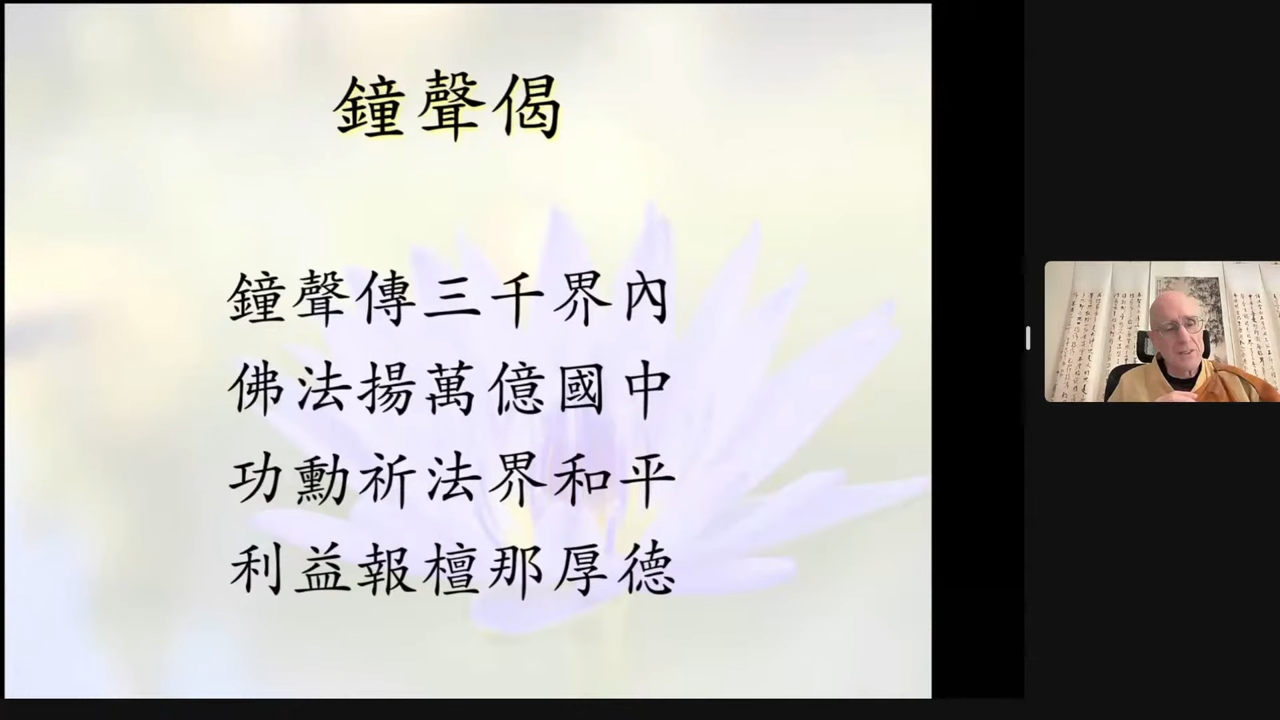 鐘聲偈
鐘聲傳三千界內
佛法揚萬億國中
功勳祈法界和平
利益報檀那厚德